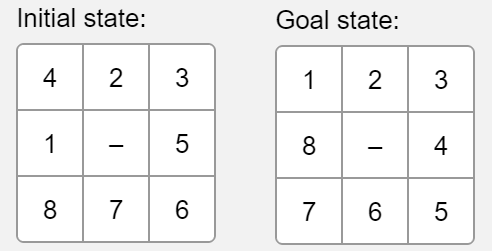 Initial state:
4 2 3
1 – 5
8 7 6
Goal state:
1 2 3
8 – 4
7 6 5